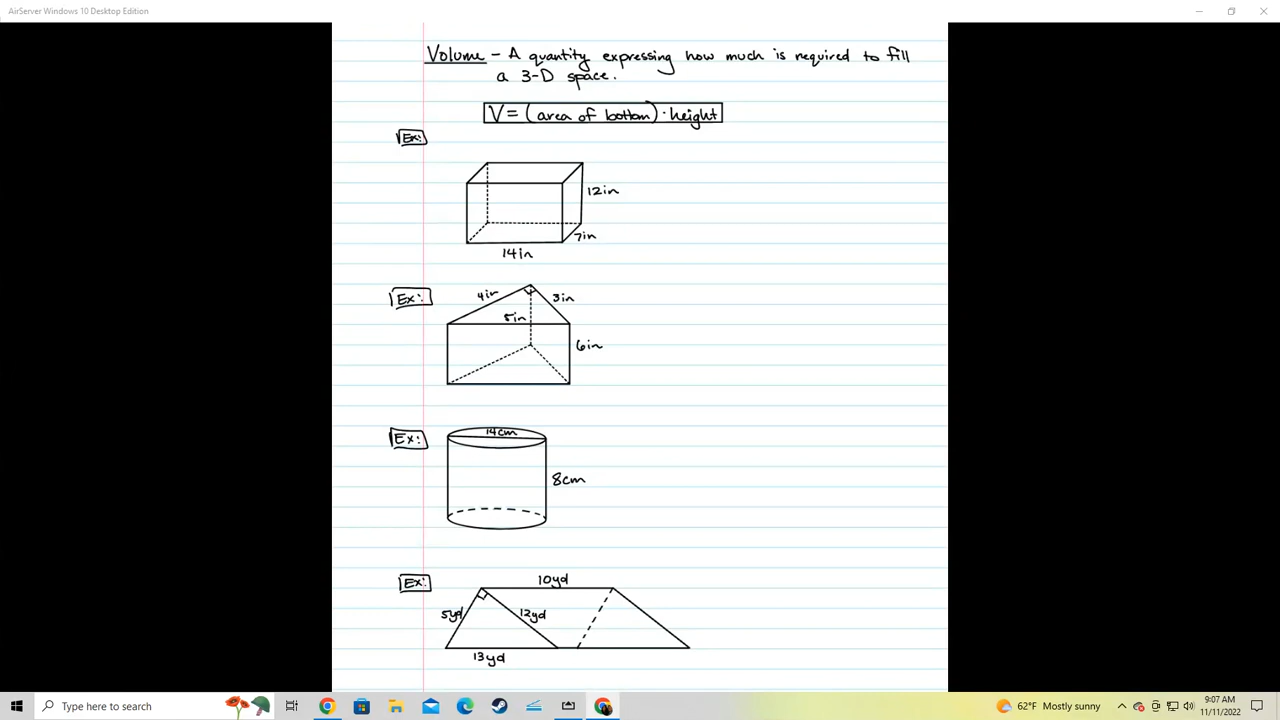 AirServer Windows 10 Desktop Edition
Volume - A quantity expressing how much is required to fill
a 3-D space.
V = (area of bottom) · height
Ex:
12in
7in
14in
Ex:
4in
3in
5in
6in
Ex:
14cm
8cm
Ex:
10yd
5yd
12yd
13yd
Type here to search
62°F Mostly sunny
9:07 AM
11/11/2022